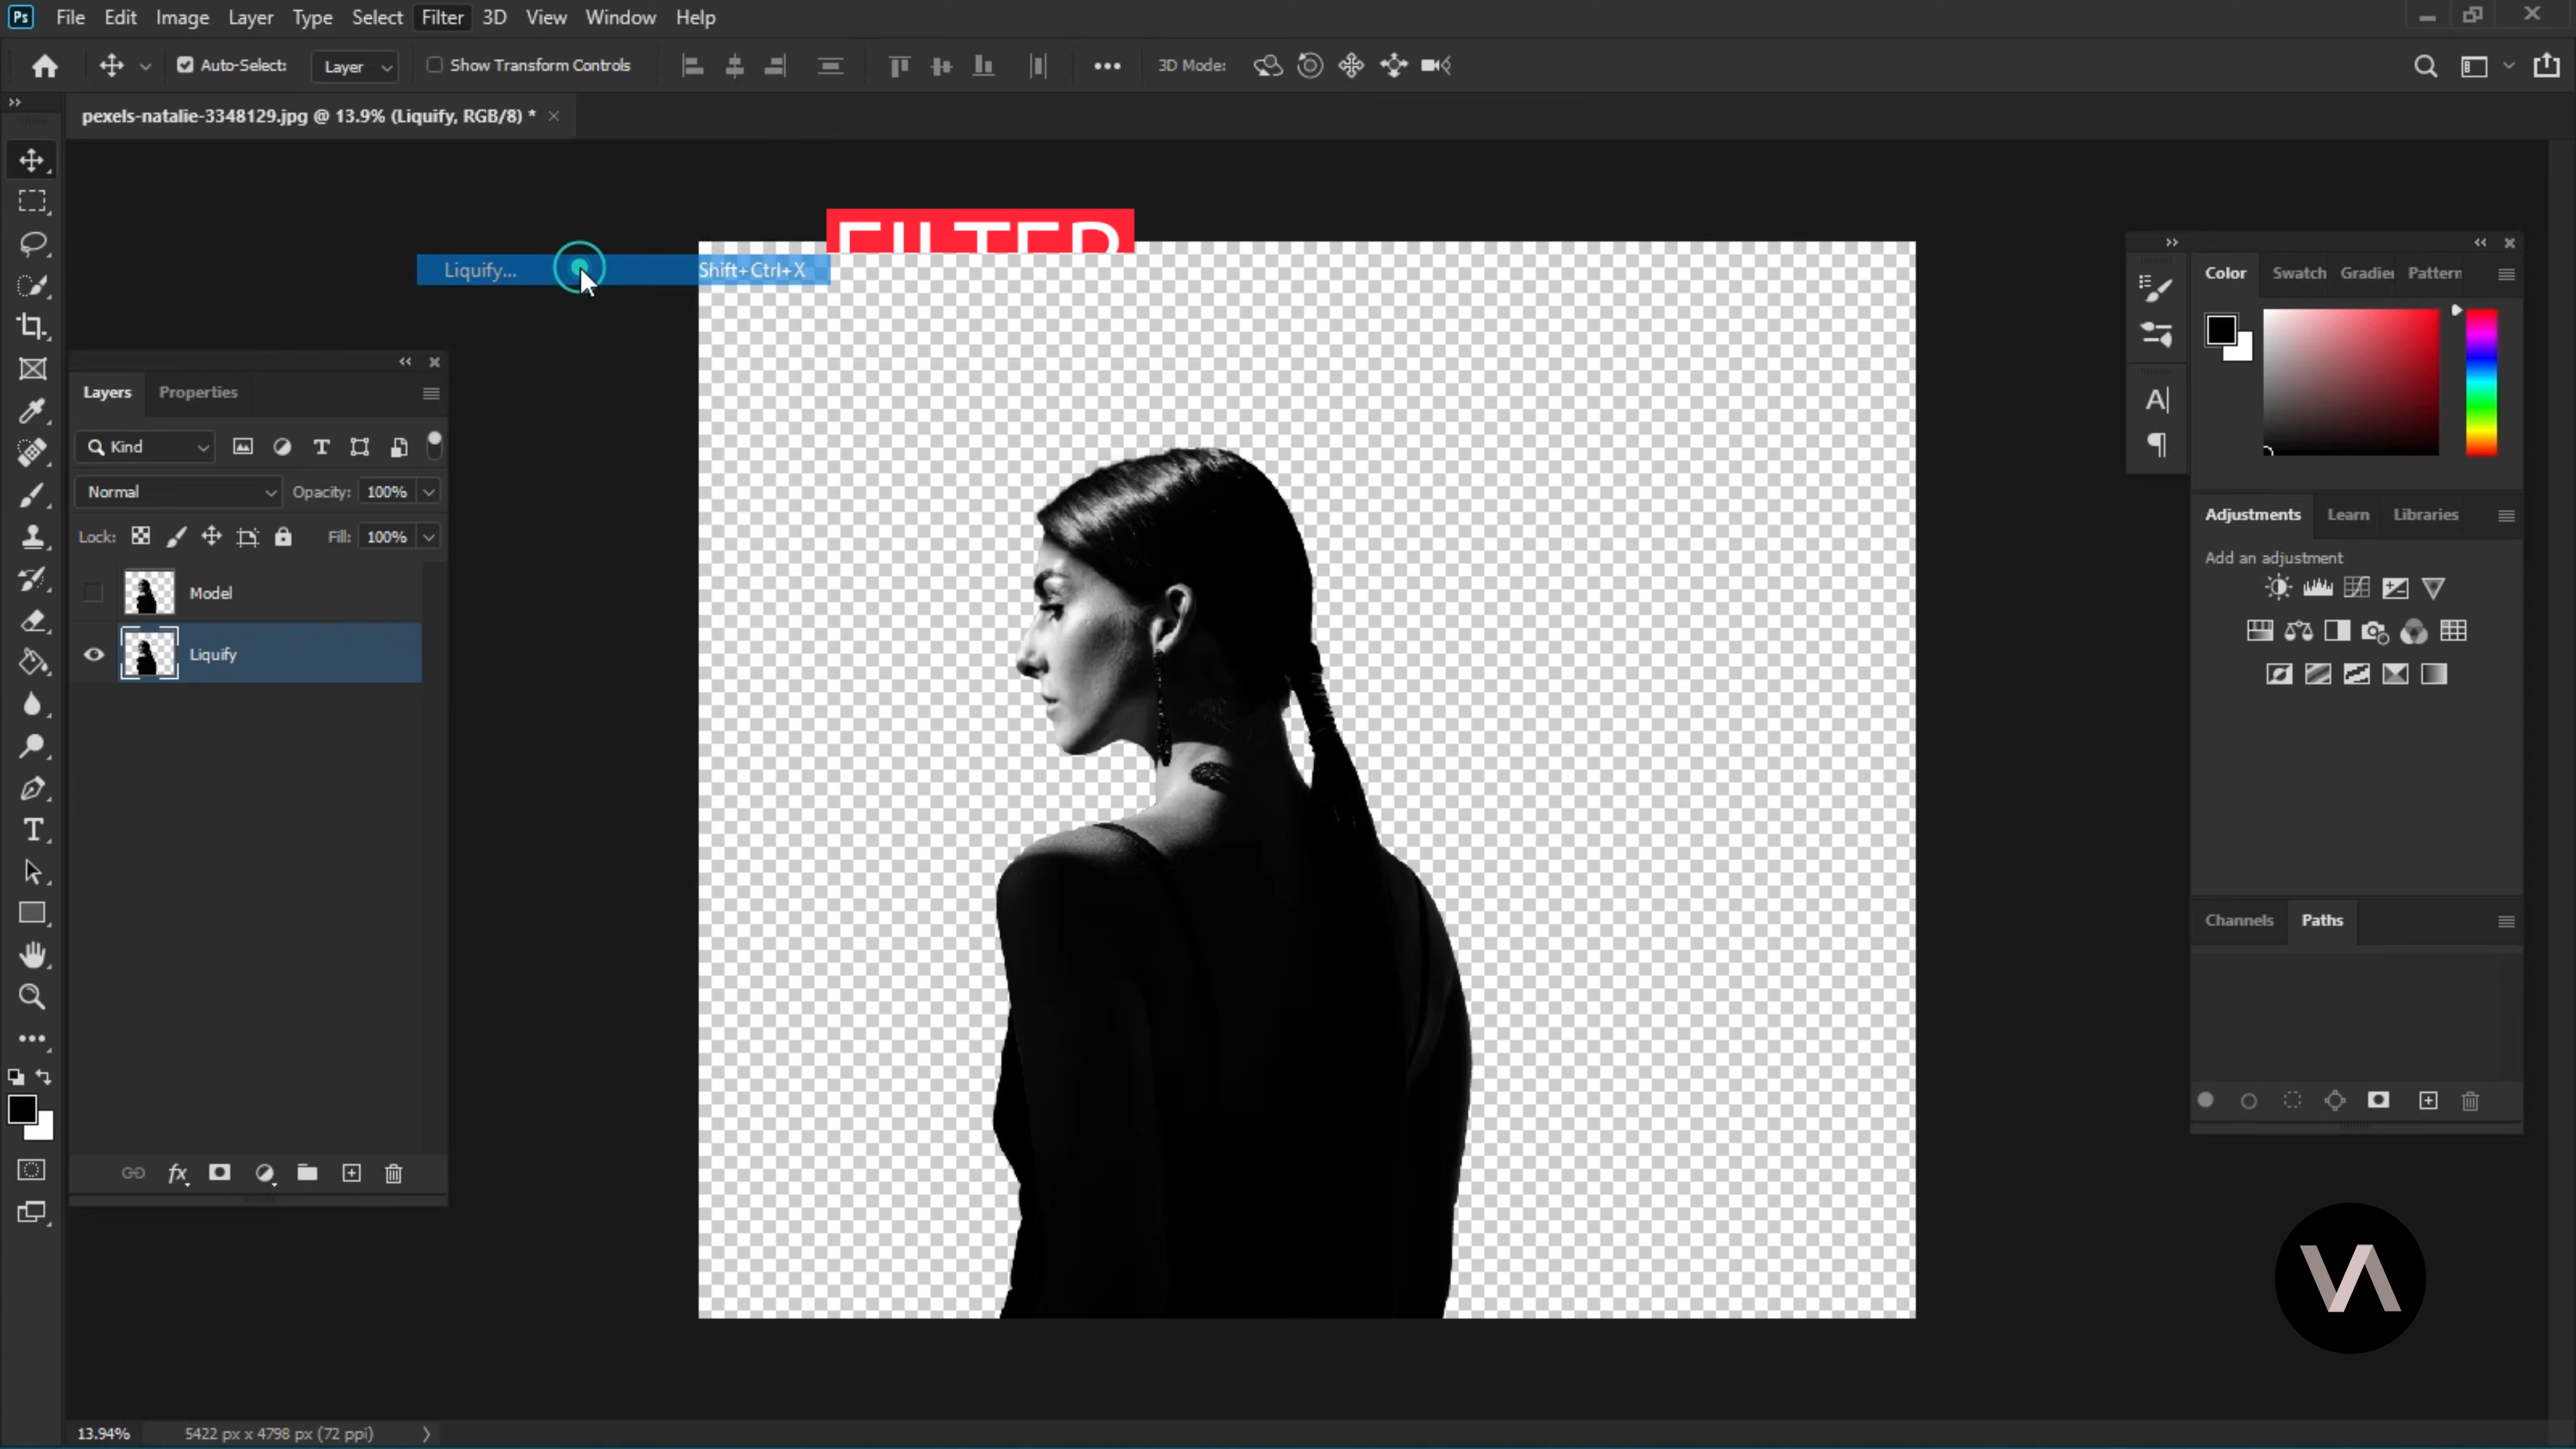 Ps File Edit Image Layer Type Select Filter 3D View Window Help
Auto-Select: Layer Show Transform Controls 3D Mode:
pexels-natalie-3348129.jpg @ 13.9% (Liquify, RGB/8) *
FILTER
Liquify... Shift+Ctrl+X
Layers Properties
Kind
Normal Opacity: 100%
Lock: Fill: 100%
Model
Liquify
Color Swatch Gradie Pattern
Adjustments Learn Libraries
Add an adjustment
Channels Paths
13.94% 5422 px x 4798 px (72 ppi)